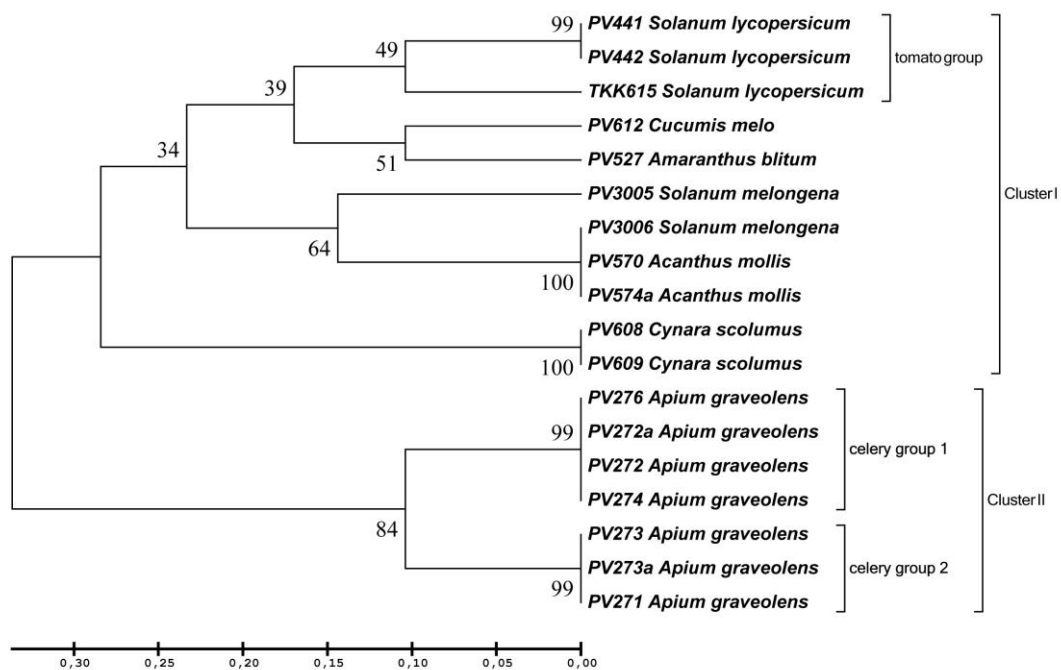 99
PV441 Solanum lycopersicum
49
PV442 Solanum lycopersicum
tomato group
39
TKK615 Solanum lycopersicum
34
PV612 Cucumis melo
51
PV527 Amaranthus blitum
PV3005 Solanum melongena
Cluster I
64
PV3006 Solanum melongena
PV570 Acanthus mollis
100
PV574a Acanthus mollis
PV608 Cynara scolumus
100
PV609 Cynara scolumus
PV276 Apium graveolens
99
PV272a Apium graveolens
celery group 1
PV272 Apium graveolens
PV274 Apium graveolens
Cluster II
84
PV273 Apium graveolens
PV273a Apium graveolens
celery group 2
99
PV271 Apium graveolens
0,30 0,25 0,20 0,15 0,10 0,05 0,00